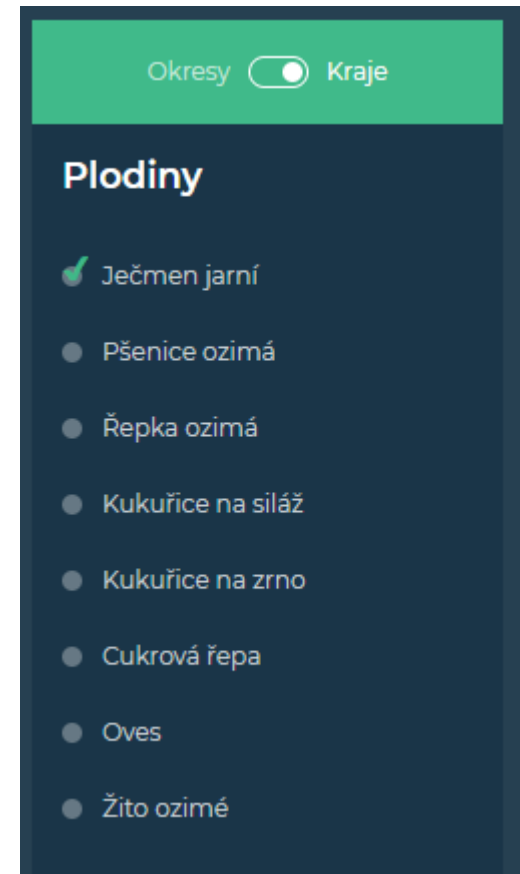 Okresy Kraje
Plodiny
Ječmen jarní
Pšenice ozimá
Řepka ozimá
Kukuřice na siláž
Kukuřice na zrno
Cukrová řepa
Oves
Žito ozimé